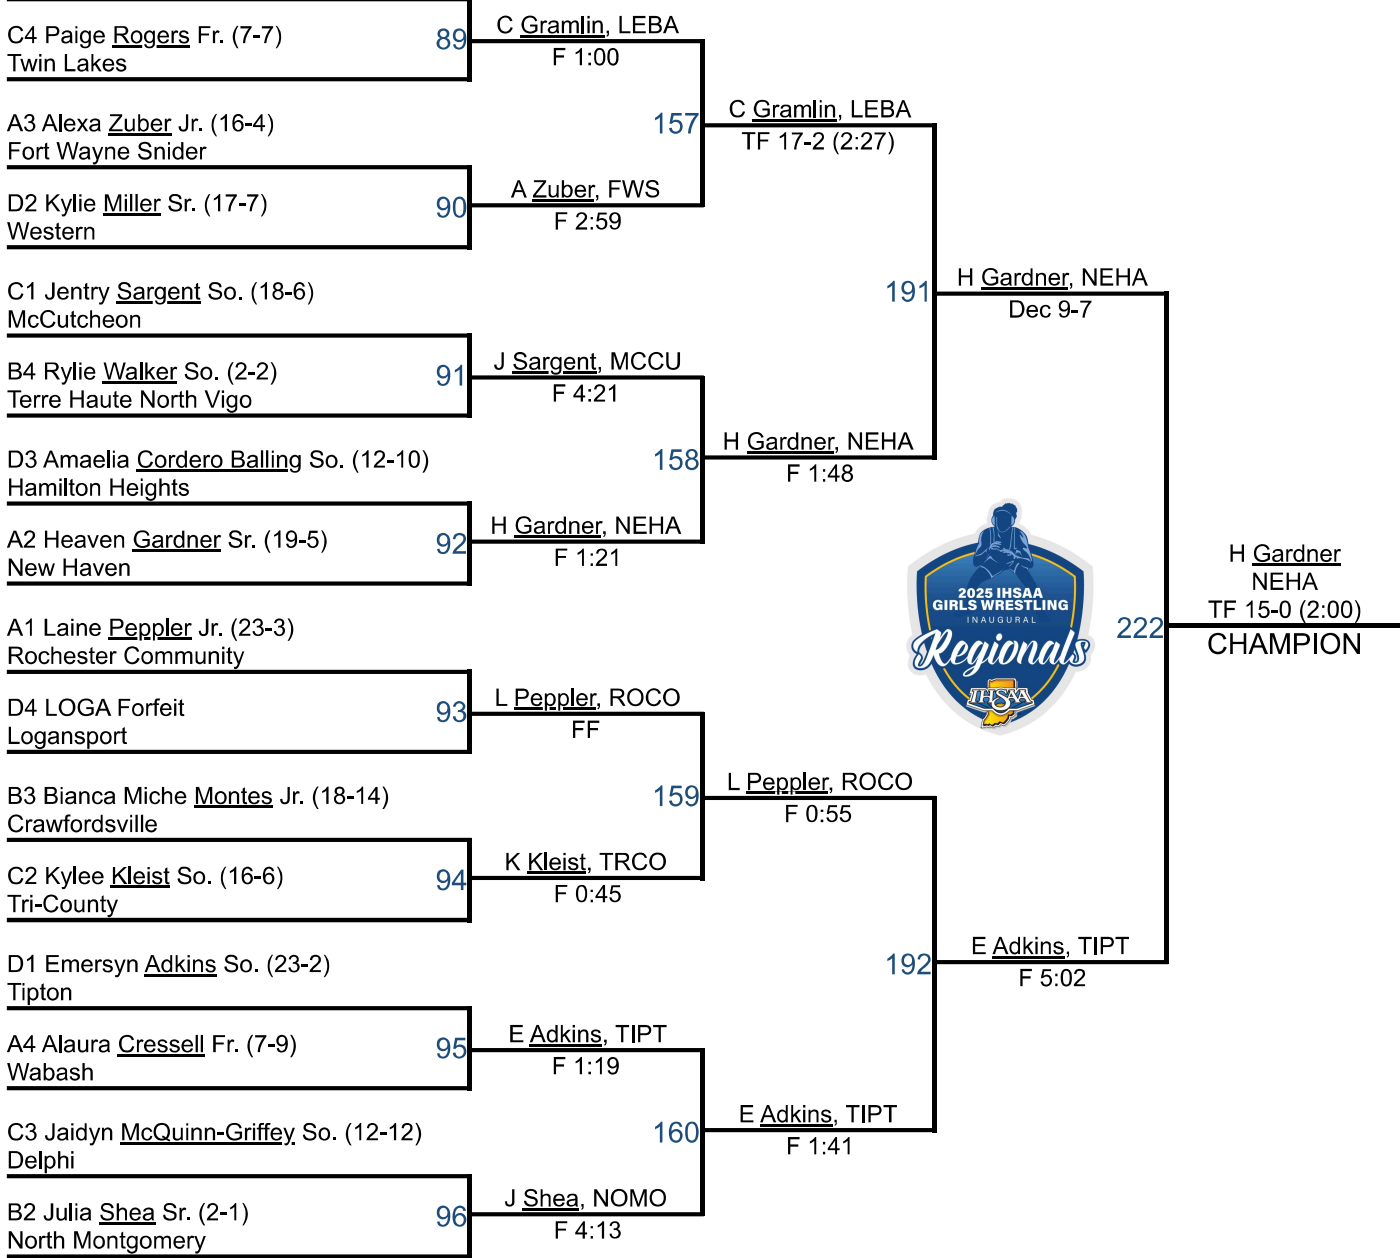 C4 Paige Rogers Fr. (7-7)
Twin Lakes
89
C Gramlin, LEBA
F 1:00
A3 Alexa Zuber Jr. (16-4)
Fort Wayne Snider
157
C Gramlin, LEBA
TF 17-2 (2:27)
D2 Kylie Miller Sr. (17-7)
Western
90
A Zuber, FWS
F 2:59
C1 Jentry Sargent So. (18-6)
McCutcheon
191
H Gardner, NEHA
Dec 9-7
B4 Rylie Walker So. (2-2)
Terre Haute North Vigo
91
J Sargent, MCCU
F 4:21
D3 Amaelia Cordero Balling So. (12-10)
Hamilton Heights
158
H Gardner, NEHA
F 1:48
A2 Heaven Gardner Sr. (19-5)
New Haven
92
H Gardner, NEHA
F 1:21
2025 IHSAA
GIRLS WRESTLING
INAUGURAL
Regionals
IHSAA
222
H Gardner
NEHA
TF 15-0 (2:00)
CHAMPION
A1 Laine Peppler Jr. (23-3)
Rochester Community
D4 LOGA Forfeit
Logansport
93
L Peppler, ROCO
FF
B3 Bianca Miche Montes Jr. (18-14)
Crawfordsville
159
L Peppler, ROCO
F 0:55
C2 Kylee Kleist So. (16-6)
Tri-County
94
K Kleist, TRCO
F 0:45
D1 Emersyn Adkins So. (23-2)
Tipton
192
E Adkins, TIPT
F 5:02
A4 Alaura Cressell Fr. (7-9)
Wabash
95
E Adkins, TIPT
F 1:19
C3 Jaidyn McQuinn-Griffey So. (12-12)
Delphi
160
E Adkins, TIPT
F 1:41
B2 Julia Shea Sr. (2-1)
North Montgomery
96
J Shea, NOMO
F 4:13